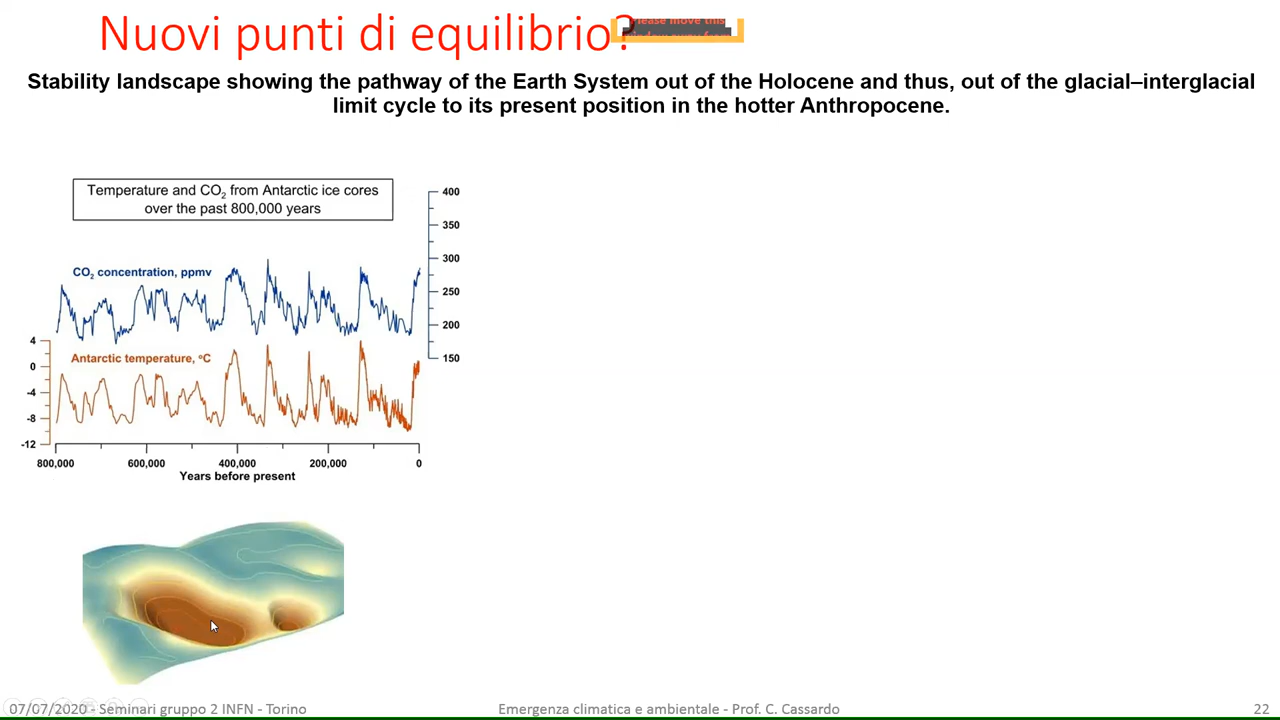 Nuovi punti di equilibrio?
Please move this
Stability landscape showing the pathway of the Earth System out of the Holocene and thus, out of the glacial–interglacial
limit cycle to its present position in the hotter Anthropocene.
Temperature and CO₂ from Antarctic ice cores
over the past 800,000 years
400
350
300
250
200
150
CO₂ concentration, ppmv
Antarctic temperature, °C
4
0
-4
-8
-12
800,000 600,000 400,000 200,000 0
Years before present
07/07/2020 - Seminari gruppo 2 INFN - Torino
Emergenza climatica e ambientale - Prof. C. Cassardo
22